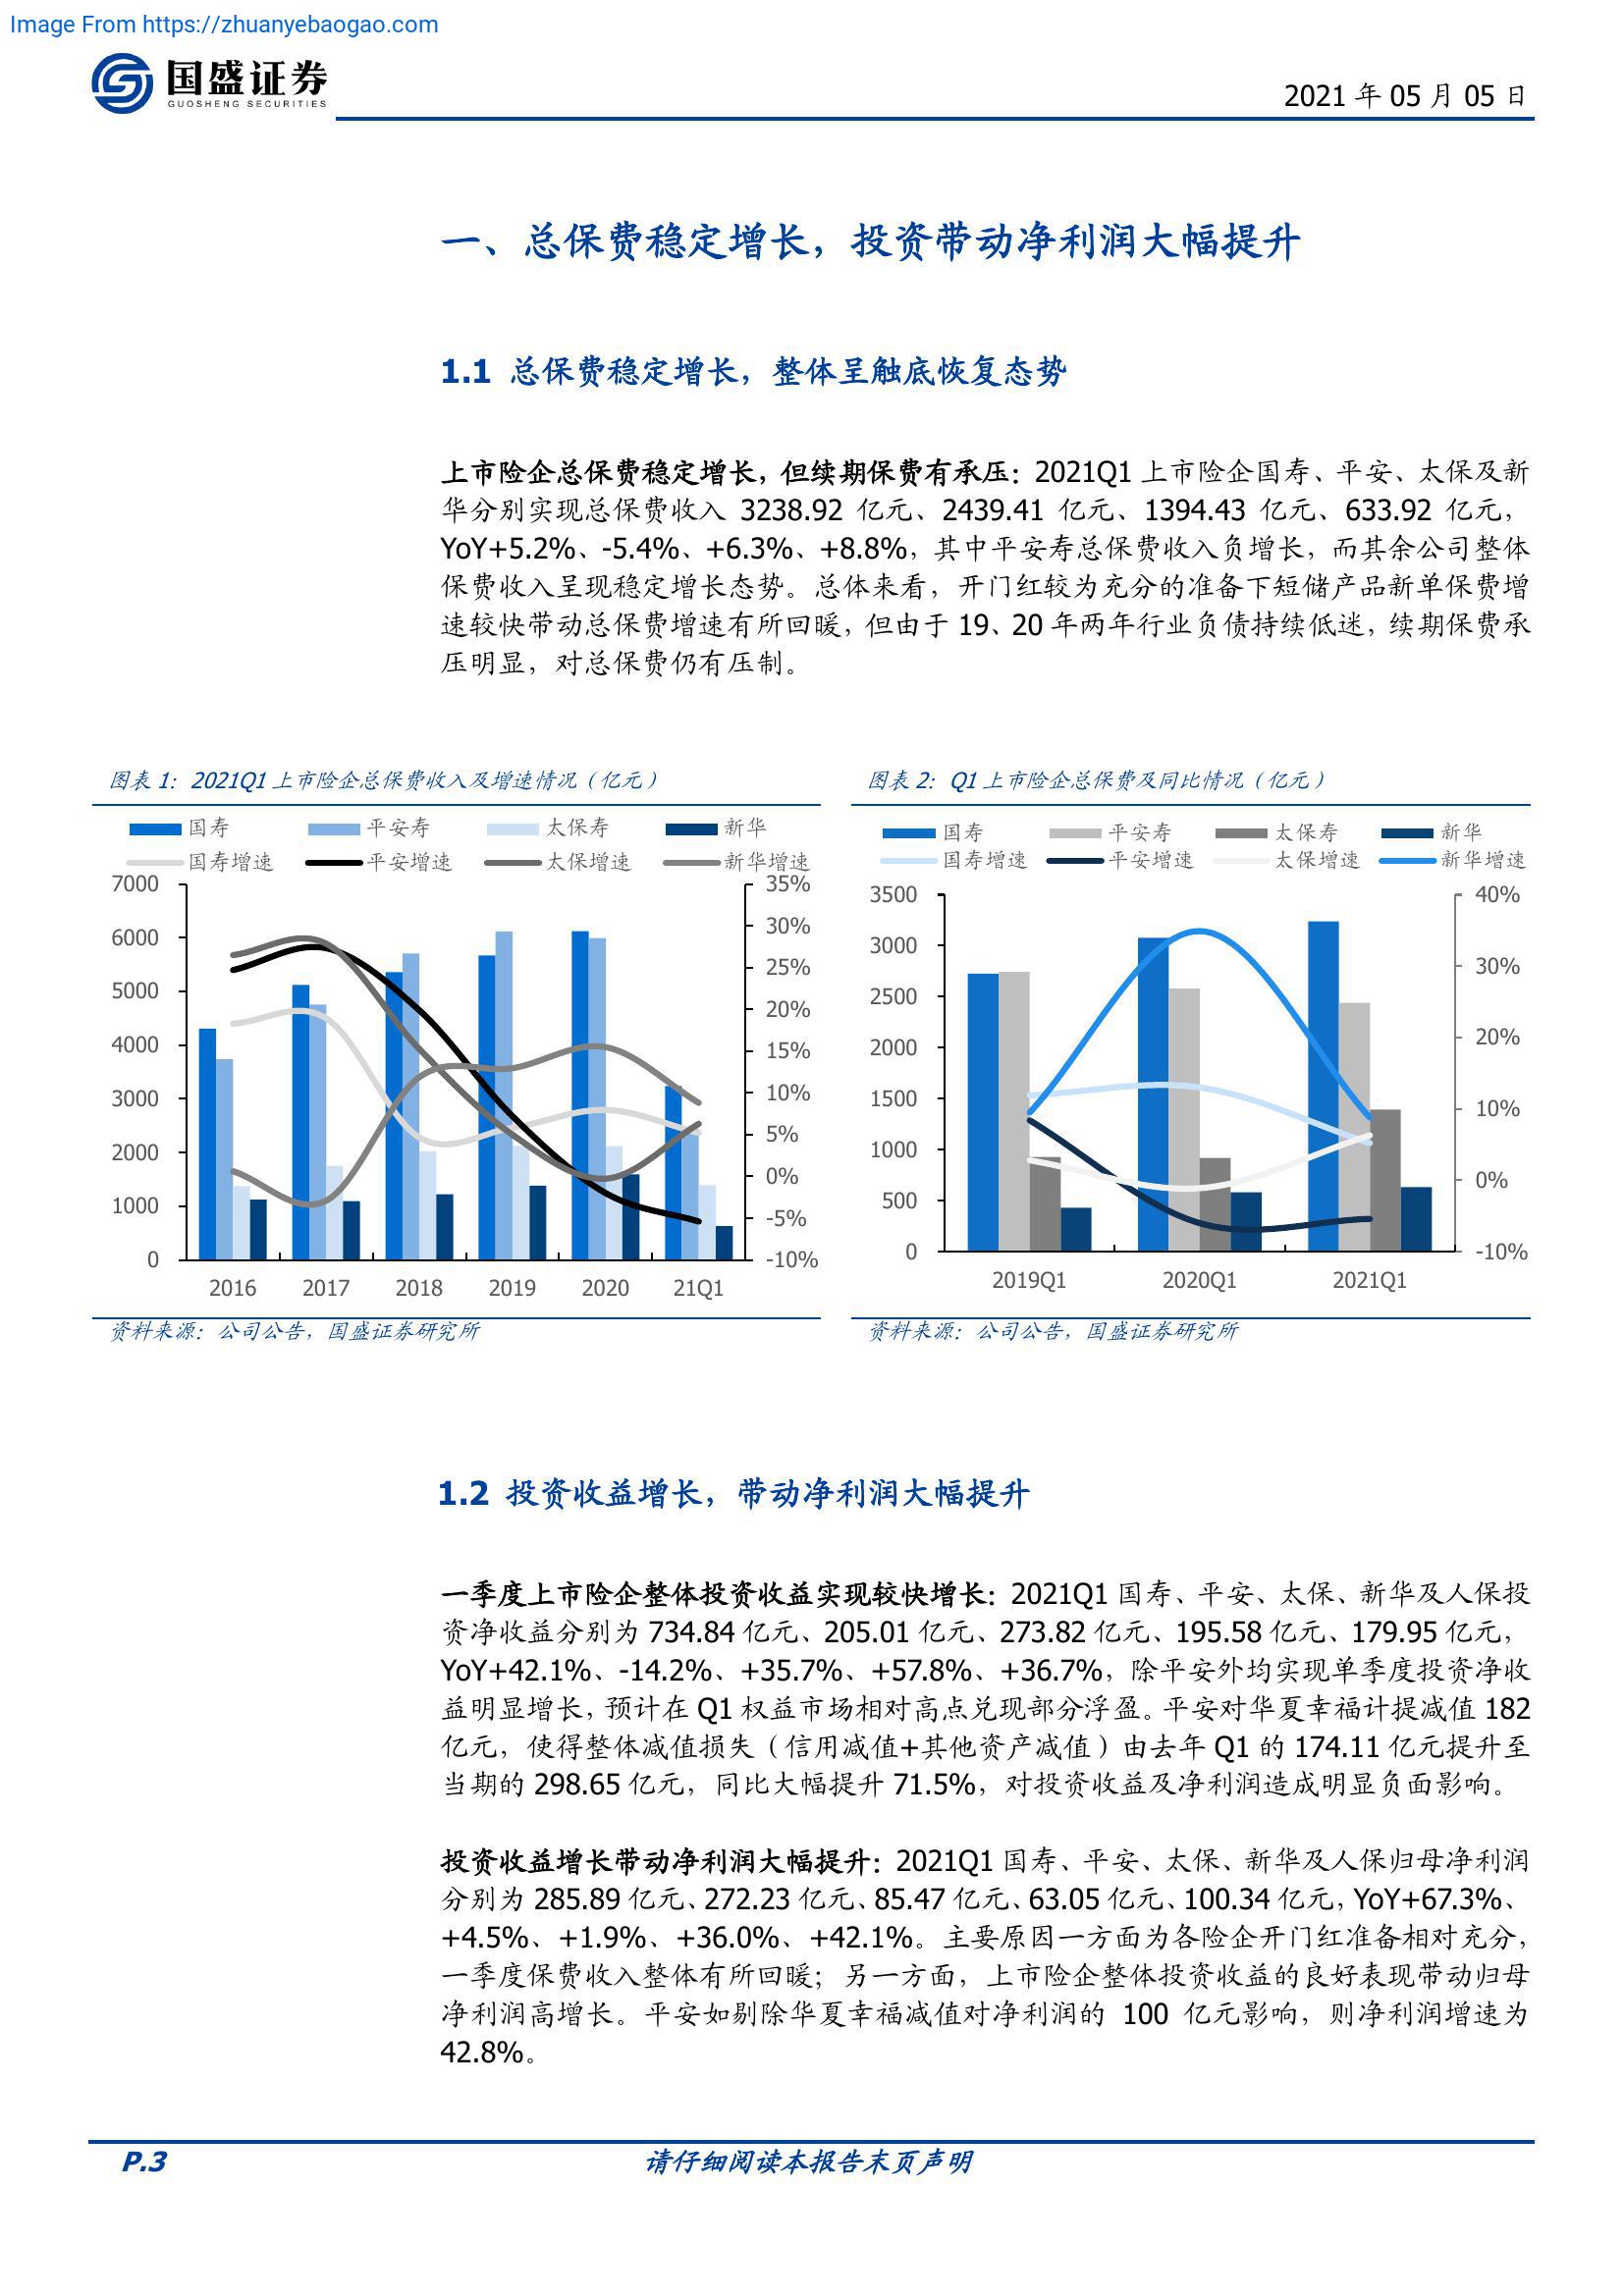 Image From https://zhuanyebaogao.com
国盛证券
GUOSHENG SECURITIES
2021 年 05 月 05 日
一、总保费稳定增长，投资带动净利润大幅提升
1.1 总保费稳定增长，整体呈触底恢复态势
上市险企总保费稳定增长，但续期保费有承压：2021Q1 上市险企国寿、平安、太保及新
华分别实现总保费收入 3238.92 亿元、2439.41 亿元、1394.43 亿元、633.92 亿元，
YoY+5.2%、-5.4%、+6.3%、+8.8%，其中平安寿总保费收入负增长，而其余公司整体
保费收入呈现稳定增长态势。总体来看，开门红较为充分的准备下短储产品新单保费增
速较快带动总保费增速有所回暖，但由于 19、20 年两年行业负债持续低迷，续期保费承
压明显，对总保费仍有压制。
图表 1：2021Q1 上市险企总保费收入及增速情况（亿元）
国寿 平安寿 太保寿 新华
国寿增速 平安增速 太保增速 新华增速
7000 35%
6000 30%
5000 25%
4000 20%
3000 15%
2000 10%
1000 5%
0 0%
-5%
-10%
2016 2017 2018 2019 2020 21Q1
资料来源：公司公告，国盛证券研究所
图表 2：Q1 上市险企总保费及同比情况（亿元）
国寿 平安寿 太保寿 新华
国寿增速 平安增速 太保增速 新华增速
3500 40%
3000 30%
2500 20%
2000 10%
1500 0%
1000 -10%
500
0
2019Q1 2020Q1 2021Q1
资料来源：公司公告，国盛证券研究所
1.2 投资收益增长，带动净利润大幅提升
一季度上市险企整体投资收益实现较快增长：2021Q1 国寿、平安、太保、新华及人保投
资净收益分别为 734.84 亿元、205.01 亿元、273.82 亿元、195.58 亿元、179.95 亿元，
YoY+42.1%、-14.2%、+35.7%、+57.8%、+36.7%，除平安外均实现单季度投资净收
益明显增长，预计在 Q1 权益市场相对高点兑现部分浮盈。平安对华夏幸福计提减值 182
亿元，使得整体减值损失（信用减值+其他资产减值）由去年 Q1 的 174.11 亿元提升至
当期的 298.65 亿元，同比大幅提升 71.5%，对投资收益及净利润造成明显负面影响。
投资收益增长带动净利润大幅提升：2021Q1 国寿、平安、太保、新华及人保归母净利润
分别为 285.89 亿元、272.23 亿元、85.47 亿元、63.05 亿元、100.34 亿元，YoY+67.3%、
+4.5%、+1.9%、+36.0%、+42.1%。主要原因一方面为各险企开门红准备相对充分，
一季度保费收入整体有所回暖；另一方面，上市险企整体投资收益的良好表现带动归母
净利润高增长。平安如剔除华夏幸福减值对净利润的 100 亿元影响，则净利润增速为
42.8%。
P.3 请仔细阅读本报告末页声明